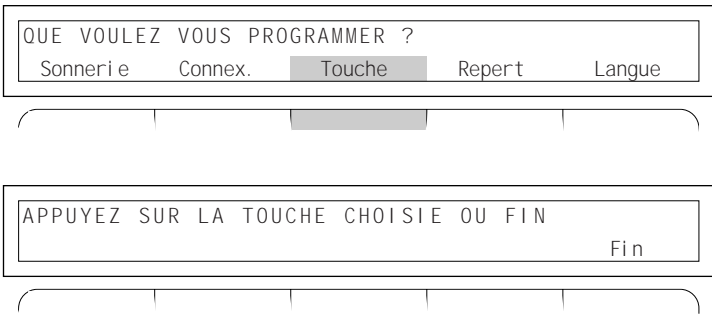 QUE VOULEZ VOUS PROGRAMMER ?
Sonnerie Connex. Touche Repert Langue
APPUYEZ SUR LA TOUCHE CHOISIE OU FIN
Fin